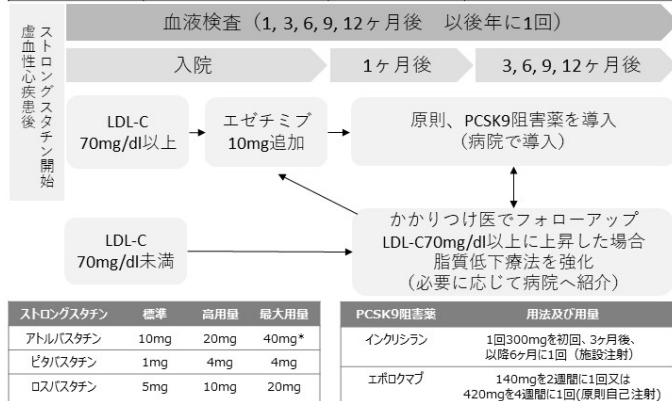 血液検査（1, 3, 6, 9, 12ヶ月後　以後年に1回）
虚血性心疾患後
ストロングスタチン開始
入院
1ヶ月後
3, 6, 9, 12ヶ月後
LDL-C
70mg/dl以上
エゼチミブ
10mg追加
原則、PCSK9阻害薬を導入
（病院で導入）
LDL-C
70mg/dl未満
かかりつけ医でフォローアップ
LDL-C70mg/dl以上に上昇した場合
脂質低下療法を強化
（必要に応じて病院へ紹介）
ストロングスタチン　標準　高用量　最大用量
アトルバスタチン　10mg　20mg　40mg*
ピタバスタチン　1mg　4mg　4mg
ロスバスタチン　5mg　10mg　20mg
PCSK9阻害薬　用法及び用量
インクリシラン　1回300mgを初回、3ヶ月後、
以降6ヶ月に1回（施設注射）
エボロクマブ　140mgを2週間に1回又は
420mgを4週間に1回(原則自己注射)